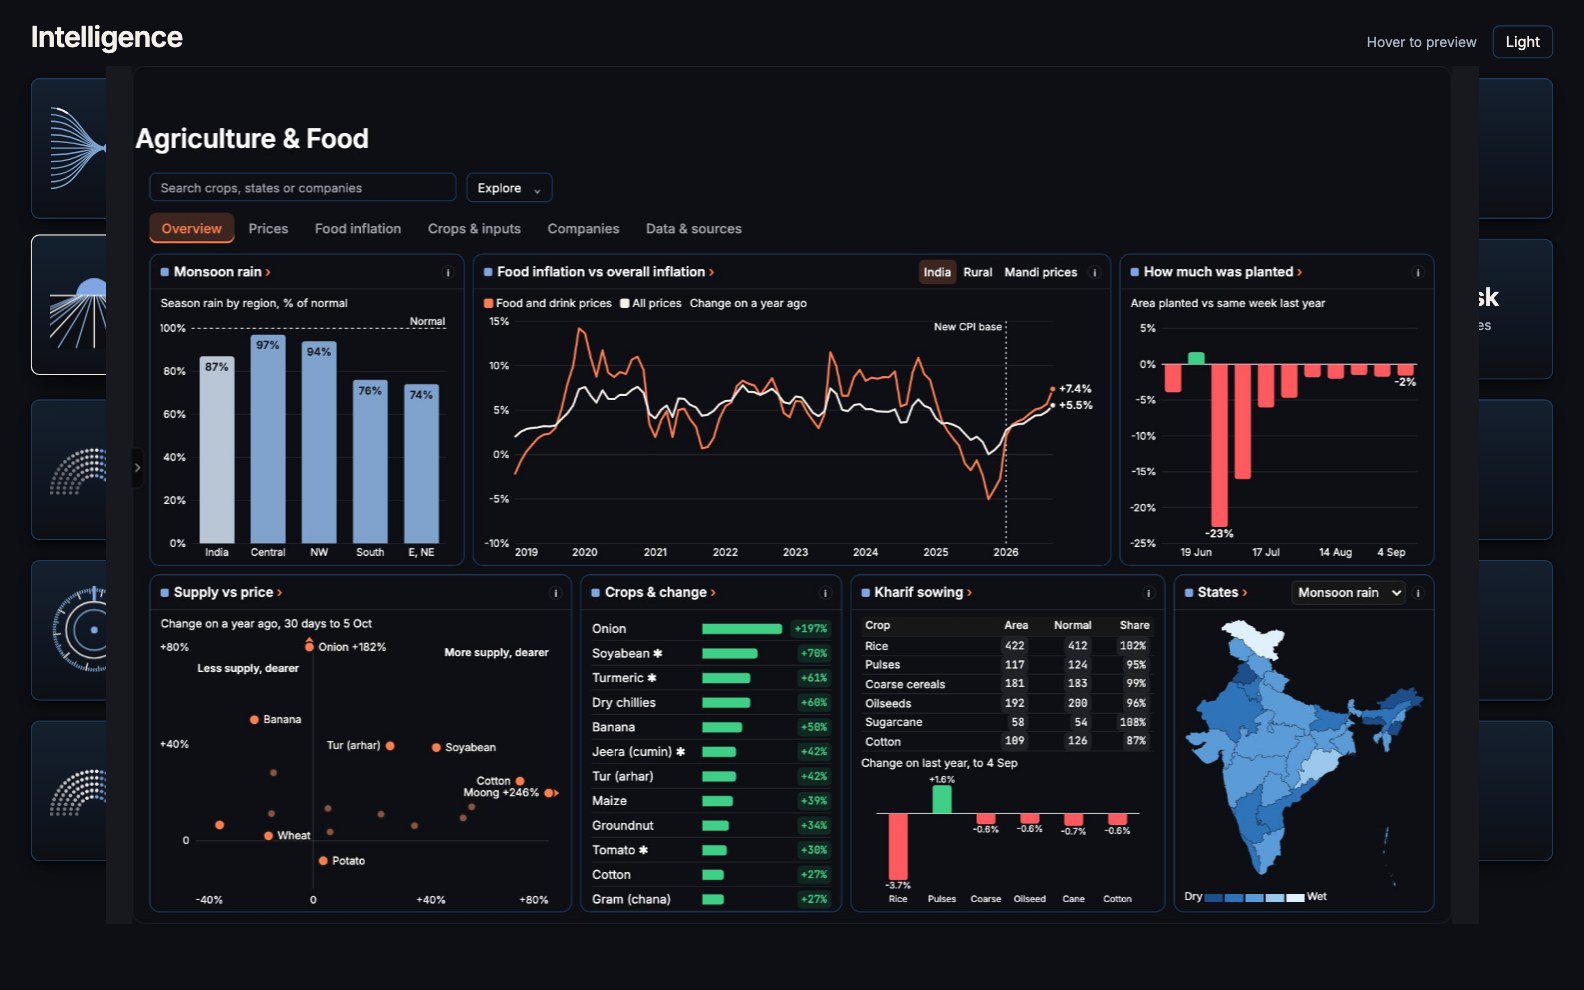 Intelligence
Hover to preview
Light
Agriculture & Food
Search crops, states or companies
Explore
Overview
Prices
Food inflation
Crops & inputs
Companies
Data & sources
Monsoon rain
Season rain by region, % of normal
Normal
100%
80%
60%
40%
20%
0%
87%
97%
94%
76%
74%
India
Central
NW
South
E, NE
Food inflation vs overall inflation
India
Rural
Mandi prices
Food and drink prices
All prices
Change on a year ago
15%
10%
5%
0%
-5%
-10%
New CPI base
+7.4%
+5.5%
2019
2020
2021
2022
2023
2024
2025
2026
How much was planted
Area planted vs same week last year
5%
0%
-5%
-10%
-15%
-20%
-25%
-2%
-23%
19 Jun
17 Jul
14 Aug
4 Sep
sk
es
Supply vs price
Change on a year ago, 30 days to 5 Oct
+80%
+40%
0
Onion +182%
Less supply, dearer
More supply, dearer
Banana
Tur (arhar)
Soyabean
Cotton
Moong +246%
Wheat
Potato
-40%
0
+40%
+80%
Crops & change
Onion +197%
Soyabean ✱ +70%
Turmeric ✱ +61%
Dry chillies +60%
Banana +50%
Jeera (cumin) ✱ +42%
Tur (arhar) +42%
Maize +39%
Groundnut +34%
Tomato ✱ +30%
Cotton +27%
Gram (chana) +27%
Kharif sowing
Crop Area Normal Share
Rice 422 412 102%
Pulses 117 124 95%
Coarse cereals 181 183 99%
Oilseeds 192 200 96%
Sugarcane 58 54 108%
Cotton 109 126 87%
Change on last year, to 4 Sep
+1.6%
-3.7%
-0.6%
-0.6%
-0.7%
-0.6%
Rice
Pulses
Coarse
Oilseed
Cane
Cotton
States
Monsoon rain
Dry
Wet